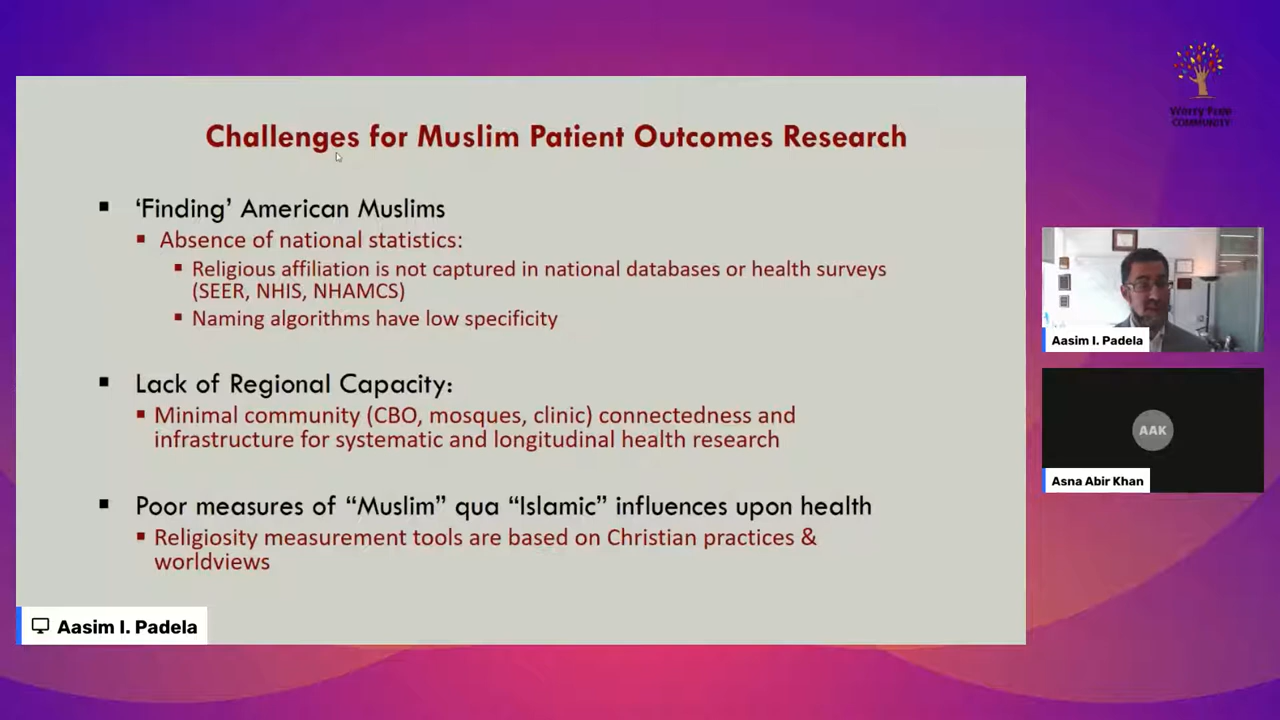 Challenges for Muslim Patient Outcomes Research
‘Finding’ American Muslims
Absence of national statistics:
Religious affiliation is not captured in national databases or health surveys
(SEER, NHIS, NHAMCS)
Naming algorithms have low specificity
Lack of Regional Capacity:
Minimal community (CBO, mosques, clinic) connectedness and
infrastructure for systematic and longitudinal health research
Poor measures of “Muslim” qua “Islamic” influences upon health
Religiosity measurement tools are based on Christian practices &
worldviews
Aasim I. Padela
Worry Free
COMMUNITY
Aasim I. Padela
AAK
Asna Abir Khan